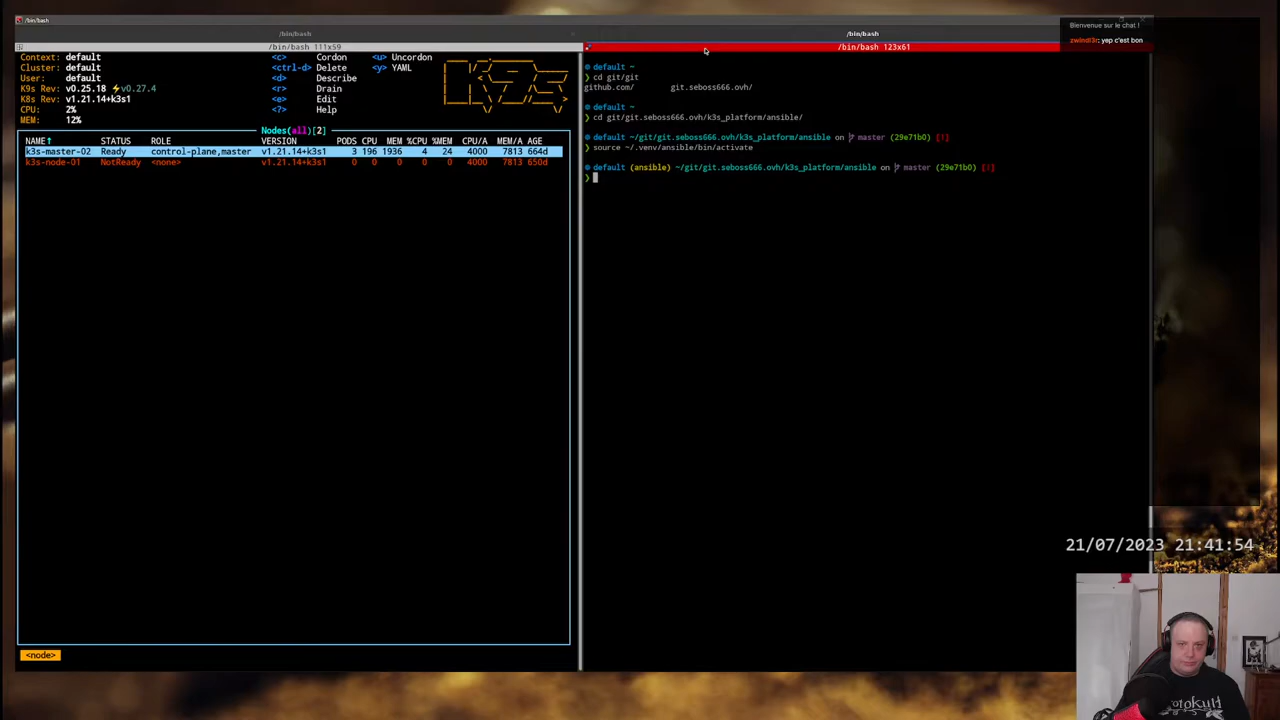 /bin/bash
/bin/bash
/bin/bash
/bin/bash 111x59
/bin/bash 123x61
Bienvenue sur le chat !
zwindl3r: yep c'est bon
Context: default
Cluster: default
User: default
K9s Rev: v0.25.18 ⚡v0.27.4
K8s Rev: v1.21.14+k3s1
CPU: 2%
MEM: 12%
<c> Cordon
<ctrl-d> Delete
<d> Describe
<r> Drain
<e> Edit
<?> Help
<u> Uncordon
<y> YAML
Nodes(all)[2]
NAME↑ STATUS ROLE VERSION PODS CPU MEM %CPU %MEM CPU/A MEM/A AGE
k3s-master-02 Ready control-plane,master v1.21.14+k3s1 3 196 1936 4 24 4000 7813 664d
k3s-node-01 NotReady <none> v1.21.14+k3s1 0 0 0 0 0 4000 7813 650d
<node>
default ~
❯ cd git/git
github.com/ git.seboss666.ovh/
default ~
❯ cd git/git.seboss666.ovh/k3s_platform/ansible/
default ~/git/git.seboss666.ovh/k3s_platform/ansible on master (29e71b0) [!]
❯ source ~/.venv/ansible/bin/activate
default (ansible) ~/git/git.seboss666.ovh/k3s_platform/ansible on master (29e71b0) [!]
❯
21/07/2023 21:41:54